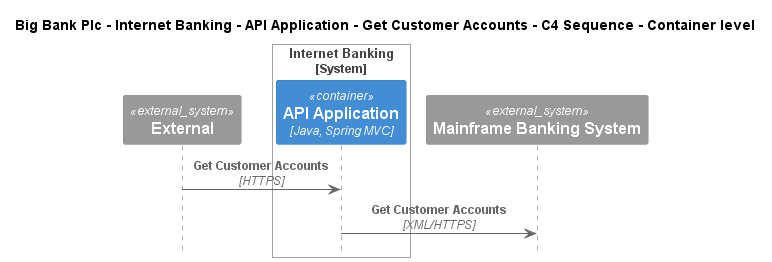 Big Bank Plc - Internet Banking - API Application - Get Customer Accounts - C4 Sequence - Container level
Internet Banking
[System]
«external_system»
External
«container»
API Application
[Java, Spring MVC]
«external_system»
Mainframe Banking System
Get Customer Accounts
[HTTPS]
Get Customer Accounts
[XML/HTTPS]